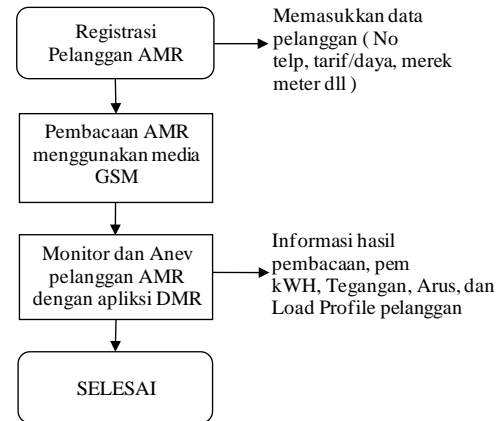 Registrasi
Pelanggan AMR
Memasukkan data
pelanggan ( No
telp, tarif/daya, merek
meter dll )
Pembacaan AMR
menggunakan media
GSM
Monitor dan Anev
pelanggan AMR
dengan apliksi DMR
Informasi hasil
pembacaan, pem
kWH, Tegangan, Arus, dan
Load Profile pelanggan
SELESAI